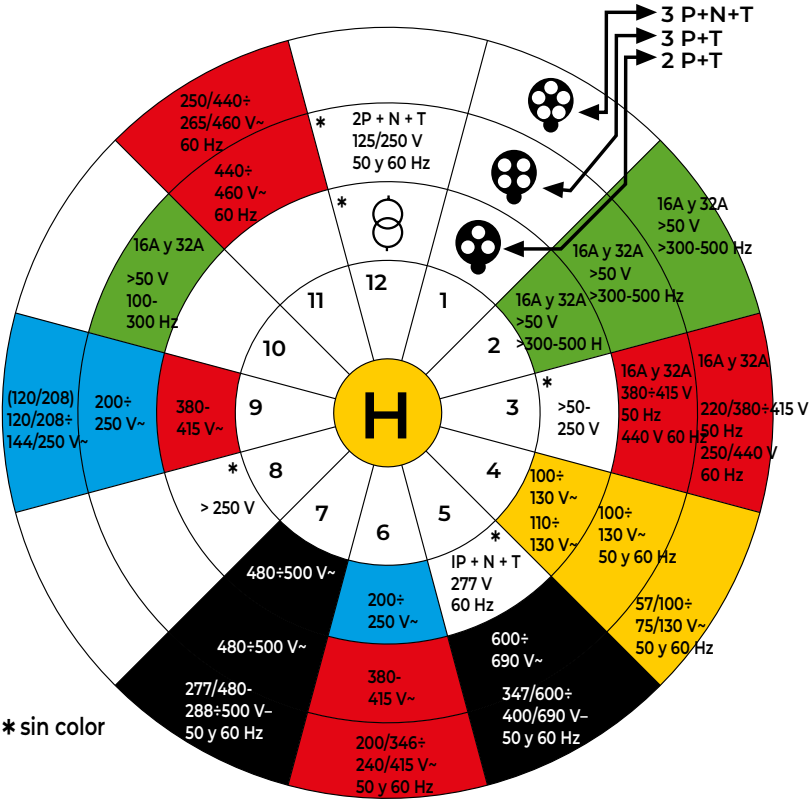 3 P+N+T
3 P+T
2 P+T
250/440÷
265/460 V~
60 Hz
440÷
460 V~
60 Hz
* 2P + N + T
125/250 V
50 y 60 Hz
*
16A y 32A
>50 V
>300-500 Hz
16A y 32A
>50 V
>300-500 Hz
16A y 32A
>50 V
>300-500 H
16A y 32A
>50 V
100-
300 Hz
12
11
1
10
2
9
3
8
4
7
5
6
H
*
>50-
250 V
16A y 32A
380÷415 V
50 Hz
440 V 60 Hz
16A y 32A
220/380÷415 V
50 Hz
250/440 V
60 Hz
(120/208)
120/208÷
144/250 V~
200÷
250 V~
380-
415 V~
*
> 250 V
100÷
130 V~
110÷
130 V~
100÷
130 V~
50 y 60 Hz
57/100÷
75/130 V~
50 y 60 Hz
*
IP + N + T
277 V
60 Hz
480÷500 V~
480÷500 V~
277/480-
288÷500 V–
50 y 60 Hz
200÷
250 V~
380-
415 V~
200/346÷
240/415 V~
50 y 60 Hz
600÷
690 V~
347/600÷
400/690 V–
50 y 60 Hz
* sin color